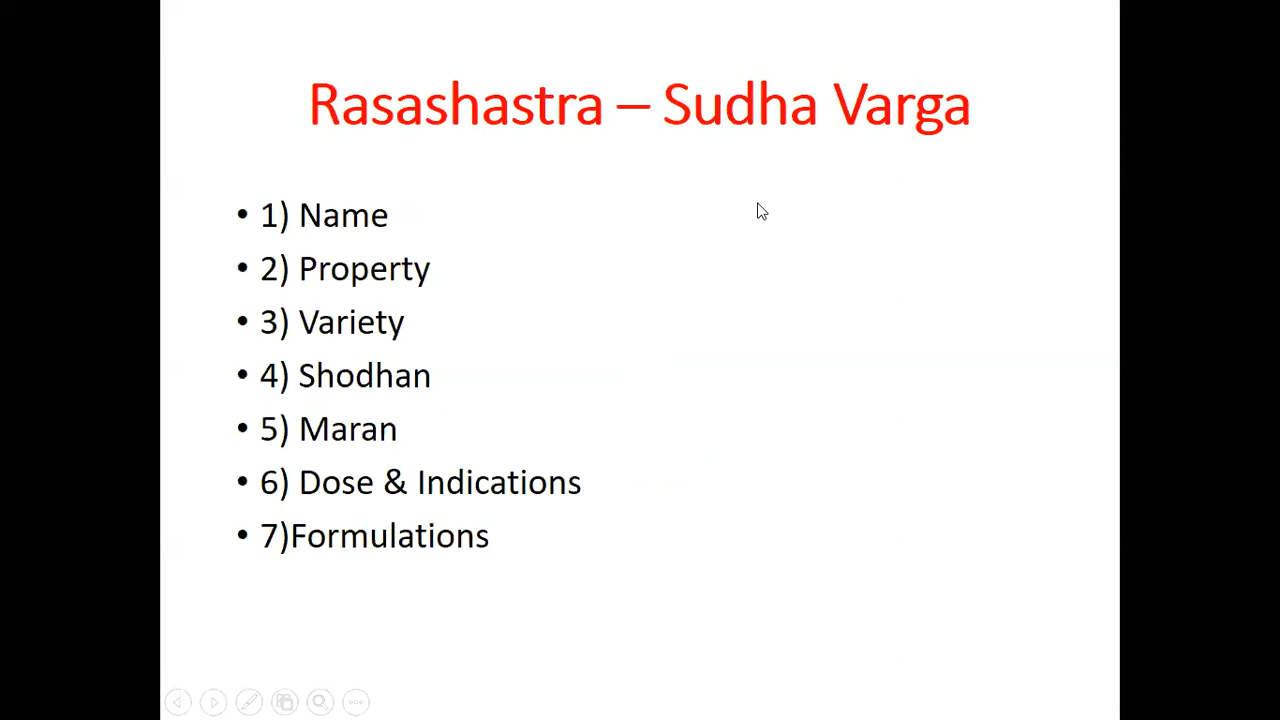 Rasashastra – Sudha Varga
• 1) Name
• 2) Property
• 3) Variety
• 4) Shodhan
• 5) Maran
• 6) Dose & Indications
• 7)Formulations